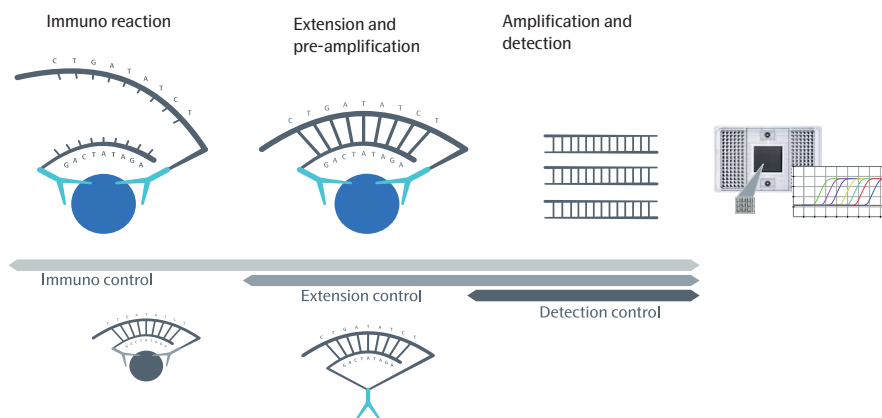 Immuno reaction
Extension and
pre-amplification
Amplification and
detection
C T G A T A T C T
G A C T A T A G A
C T G A T A T C T
G A C T A T A G A
Immuno control
Extension control
Detection control
G A C T A T A G A
C T G A T A T C T
G A C T A T A G A